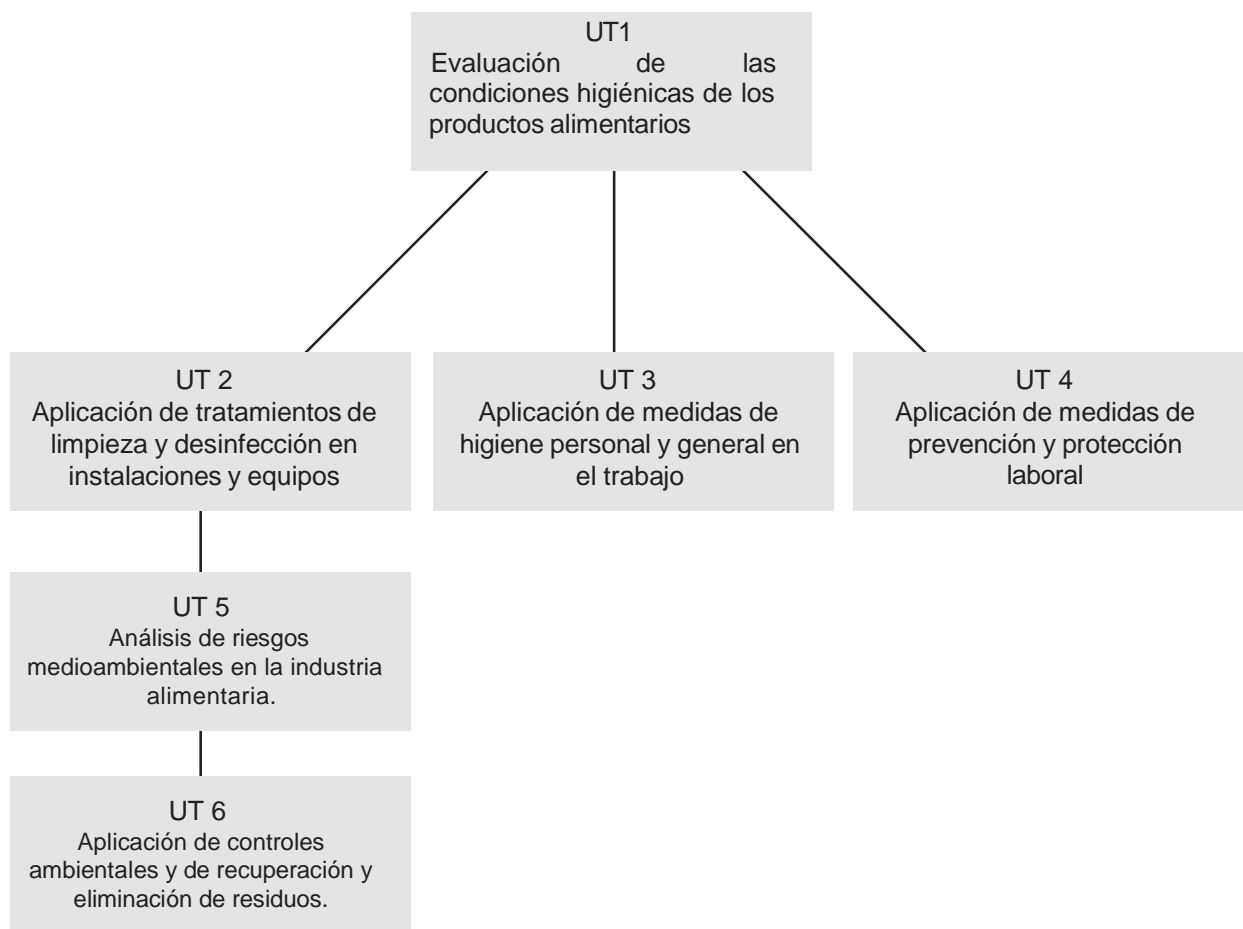 UT1
Evaluación de las
condiciones higiénicas de los
productos alimentarios
UT 2
Aplicación de tratamientos de
limpieza y desinfección en
instalaciones y equipos
UT 3
Aplicación de medidas de
higiene personal y general en
el trabajo
UT 4
Aplicación de medidas de
prevención y protección
laboral
UT 5
Análisis de riesgos
medioambientales en la industria
alimentaria.
UT 6
Aplicación de controles
ambientales y de recuperación y
eliminación de residuos.